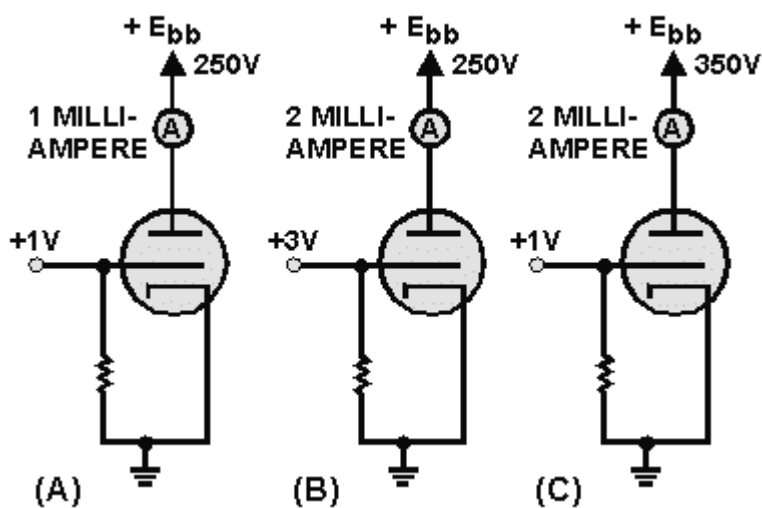 + Ebb
250V
1 MILLI-
AMPERE
A
+1V
(A)
+ Ebb
250V
2 MILLI-
AMPERE
A
+3V
(B)
+ Ebb
350V
2 MILLI-
AMPERE
A
+1V
(C)